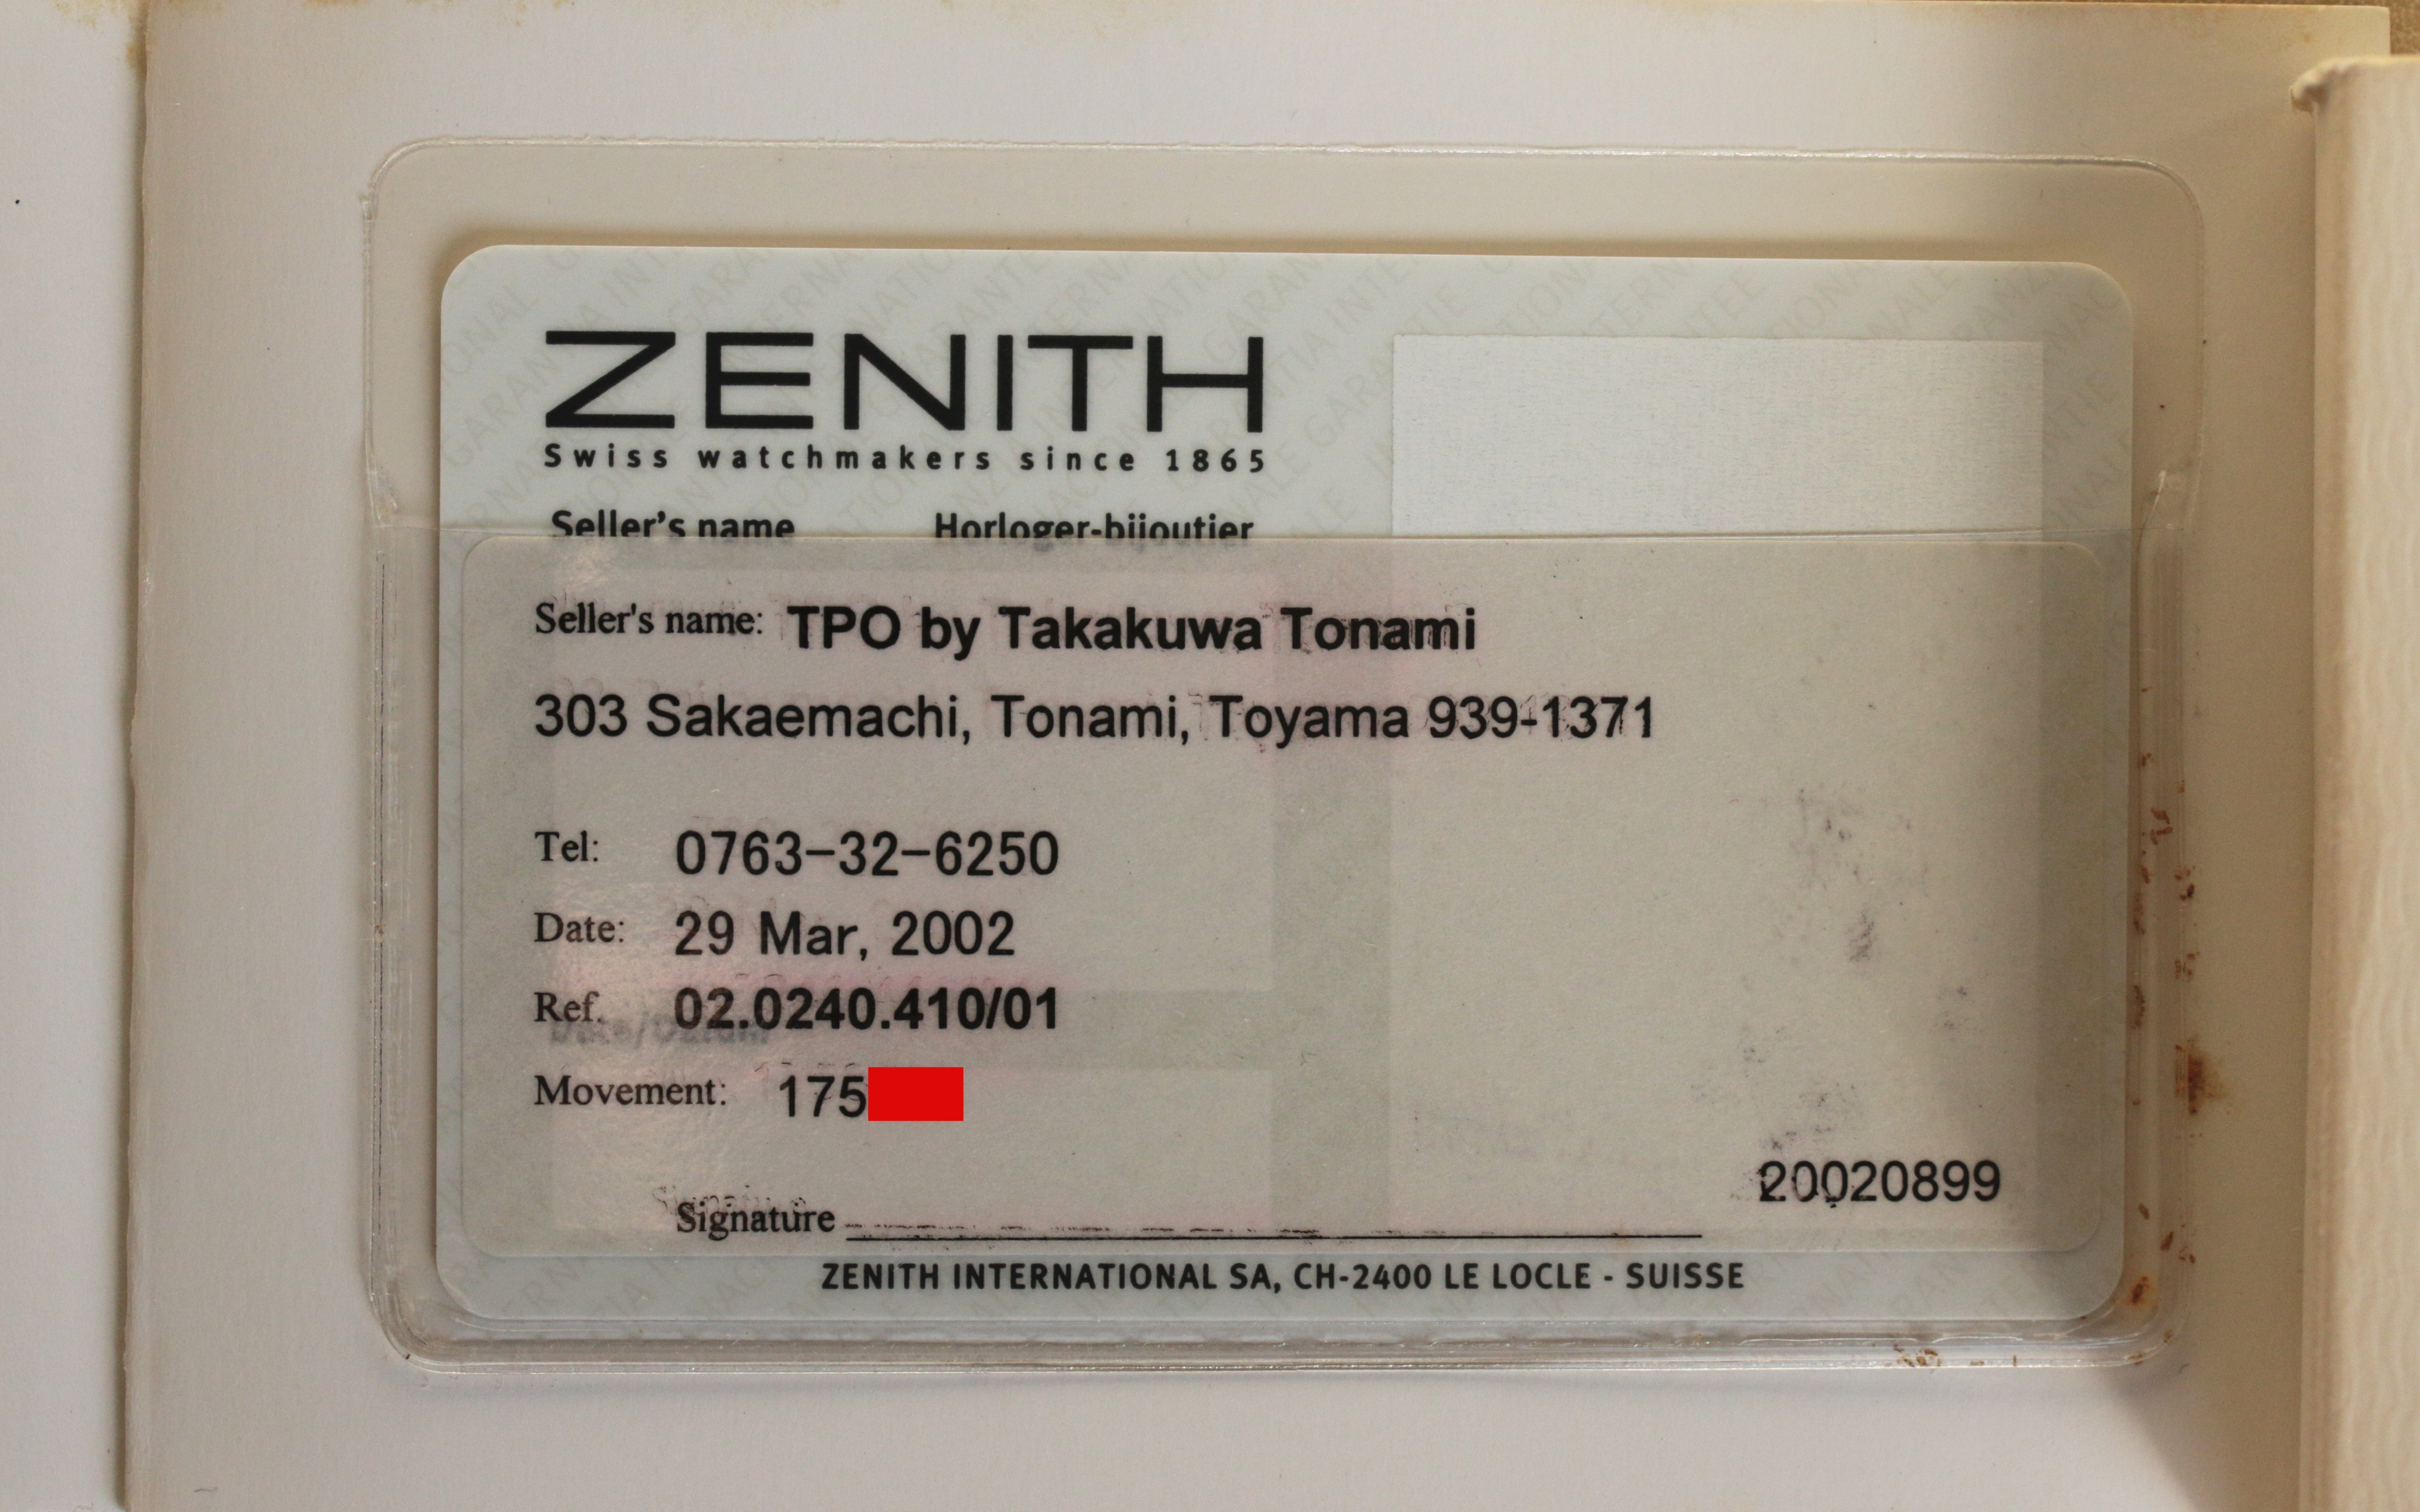 ZENITH
Swiss watchmakers since 1865
Seller's name Horloger-bijoutier
Seller's name: TPO by Takakuwa Tonami
303 Sakaemachi, Tonami, Toyama 939-1371
Tel: 0763-32-6250
Date: 29 Mar, 2002
Ref. 02.0240.410/01
Movement: 175
20020899
Signature
ZENITH INTERNATIONAL SA, CH-2400 LE LOCLE - SUISSE